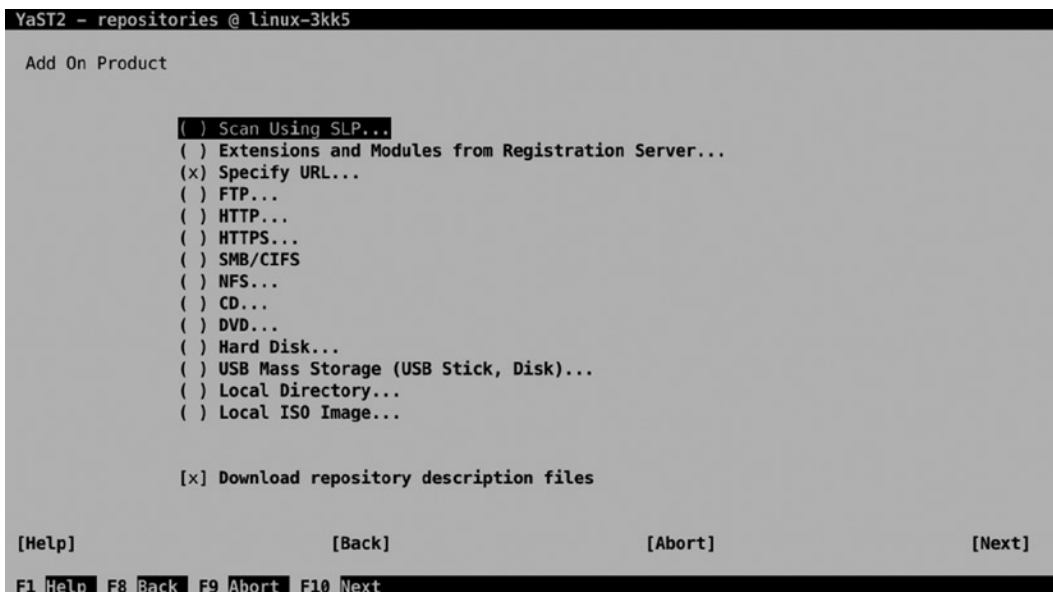 YaST2 – repositories @ linux-3kk5
Add On Product
( ) Scan Using SLP...
( ) Extensions and Modules from Registration Server...
(x) Specify URL...
( ) FTP...
( ) HTTP...
( ) HTTPS...
( ) SMB/CIFS
( ) NFS...
( ) CD...
( ) DVD...
( ) Hard Disk...
( ) USB Mass Storage (USB Stick, Disk)...
( ) Local Directory...
( ) Local ISO Image...
[x] Download repository description files
[Help] [Back] [Abort] [Next]
F1 Help F8 Back F9 Abort F10 Next